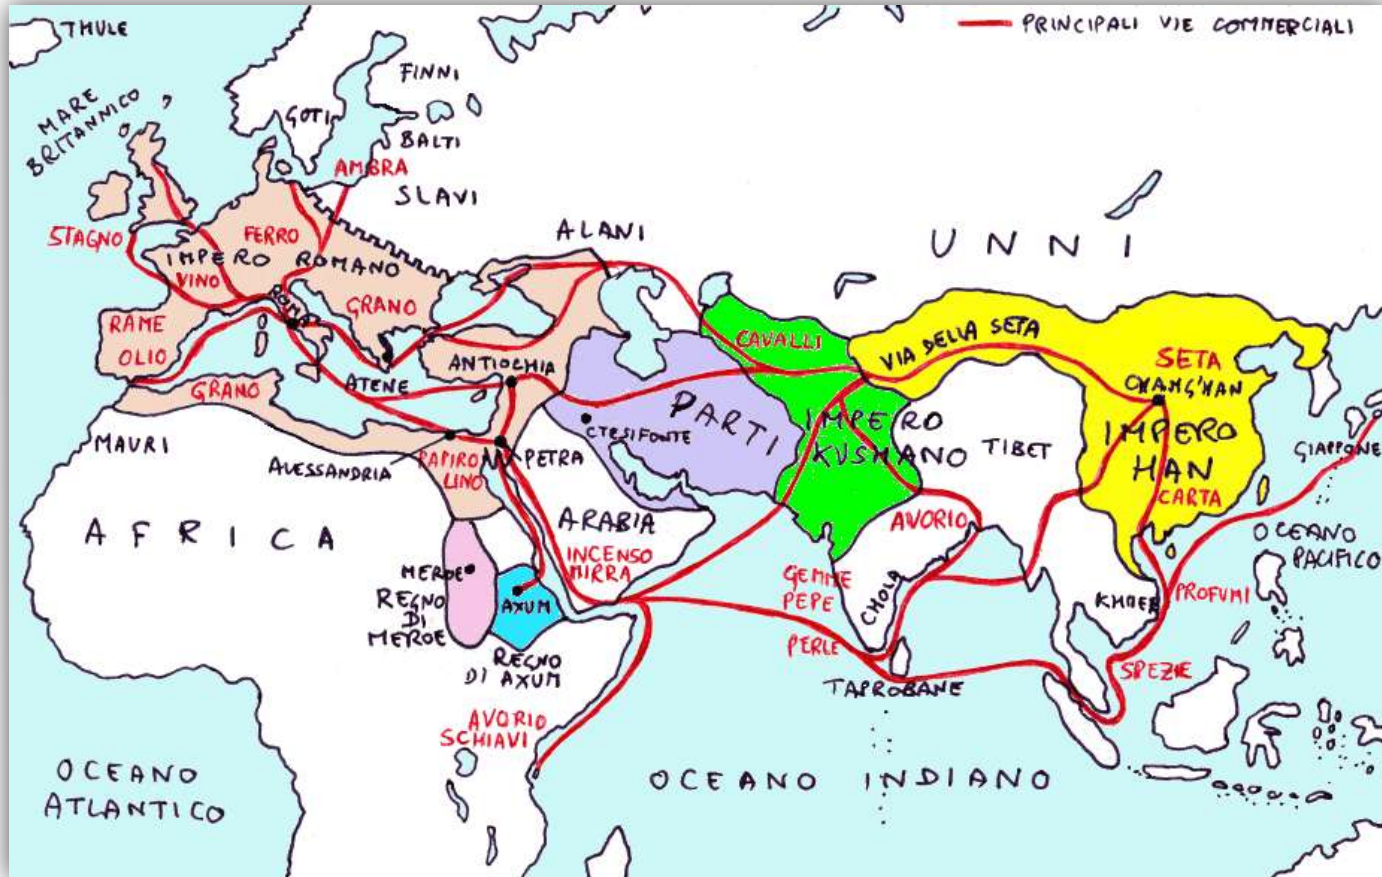 THULE
PRINCIPALI VIE COMMERCIALI
MARE
BRITANNICO
FINNI
GOTI
BALTI
AMBRA
SLAVI
STAGNO
FERRO
IMPERO ROMANO
VINO
ROMA
GRANO
ALANI
UNNI
RAME
OLIO
GRANO
ATENE
ANTIOCHIA
CAVALLI
VIA DELLA SETA
SETA
CHANG'HAN
MAURI
ALESSANDRIA
PAPIRO
LINO
PETRA
CTESIFONTE
PARTI
IMPERO
KUSHANO
TIBET
IMPERO
HAN
CARTA
GIAPPONE
AFRICA
ARABIA
INCENSO
MIRRA
AVORIO
OCEANO
PACIFICO
MEROE
REGNO
DI
MEROE
AXUM
REGNO
DI AXUM
GEMME
PEPE
PERLE
CHOLA
TAPROBANE
KHMER
PROFUMI
SPEZIE
AVORIO
SCHIAVI
OCEANO
ATLANTICO
OCEANO INDIANO